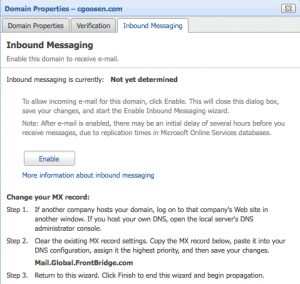 Domain Properties – cgoosen.com
Domain Properties Verification Inbound Messaging
Inbound Messaging
Enable this domain to receive e-mail.
Inbound messaging is currently: Not yet determined
To allow incoming e-mail for this domain, click Enable. This will close this dialog box,
save your changes, and start the Enable Inbound Messaging wizard.
Note: After e-mail is enabled, there may be an initial delay of several hours before you
receive messages, due to replication times in Microsoft Online Services databases.
Enable
More information about inbound messaging
Change your MX record:
Step 1. If another company hosts your domain, log on to that company's Web site in
another window. If you host your own DNS, open the local server's DNS
administrator console.
Step 2. Clear the existing MX record settings. Copy the MX record below, paste it into your
DNS configuration, assign it the highest priority, and then save your changes.
Mail.Global.FrontBridge.com
Step 3. Return to this wizard. Click Finish to end this wizard and begin propagation.